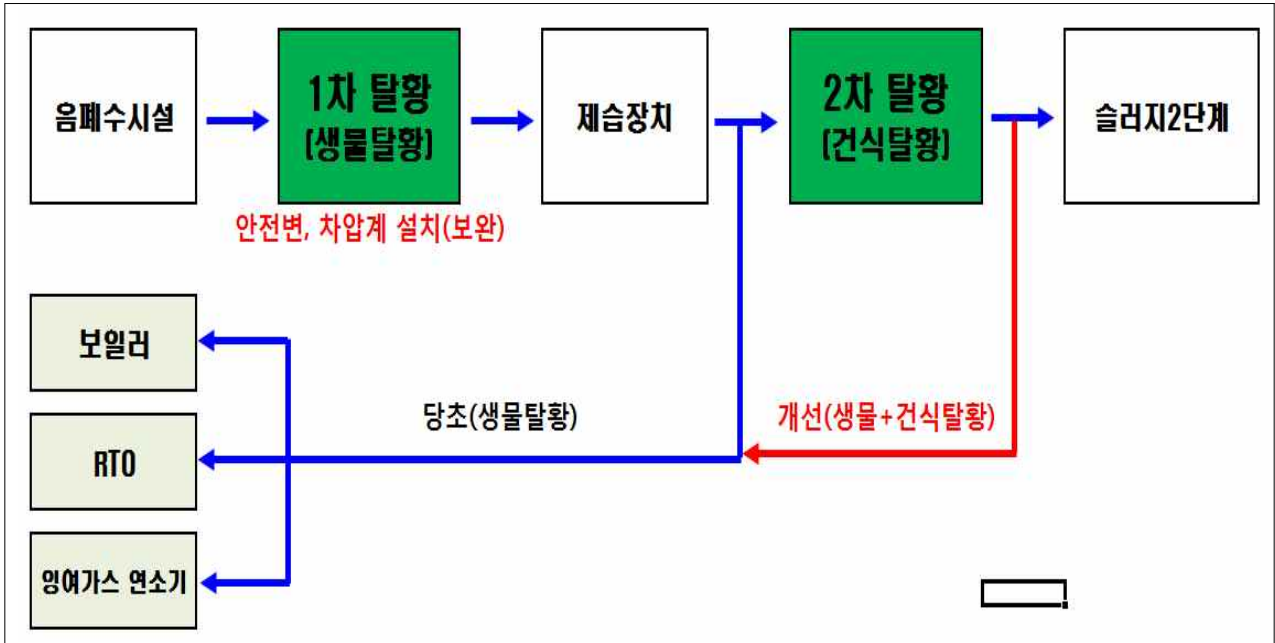 음폐수시설
1차 탈황
(생물탈황)
제습장치
2차 탈황
(건식탈황)
슬러지2단계
안전변, 차압계 설치(보완)
보일러
당초(생물탈황)
개선(생물+건식탈황)
RTO
잉여가스 연소기